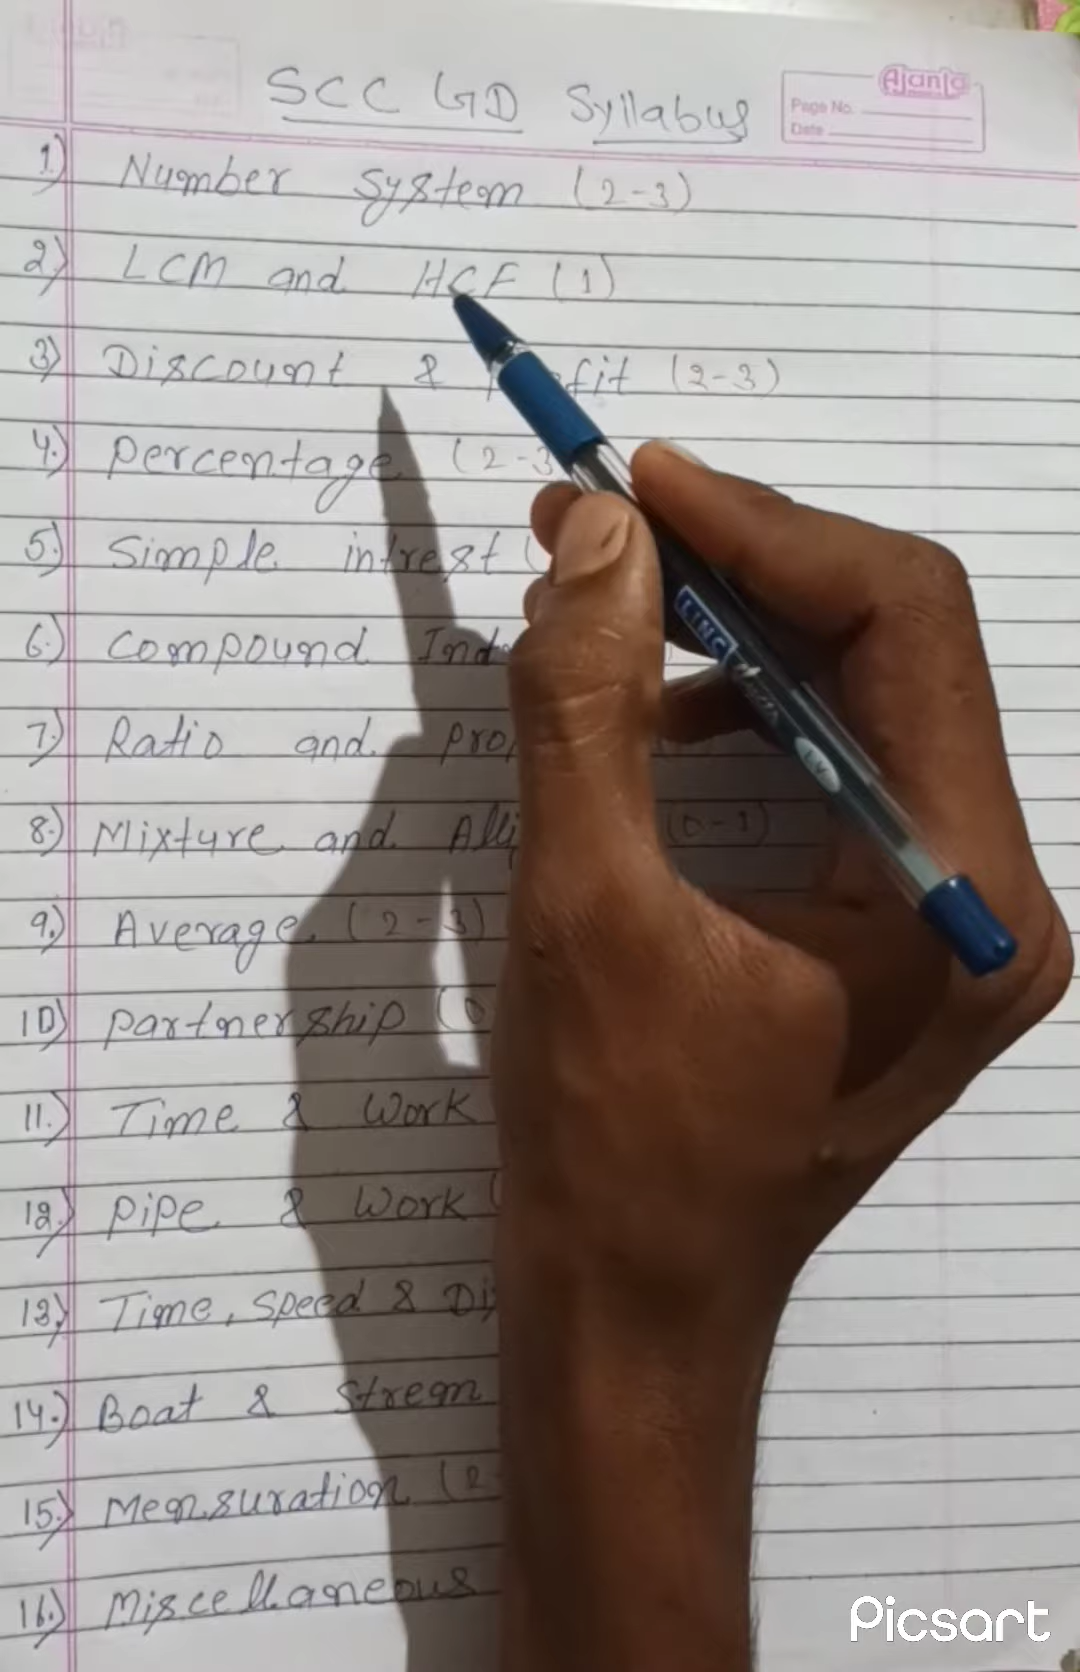 SCC GD Syllabus
Ajanta
Page No.
Date
1) Number system (2-3)
2) LCM and HCF (1)
3) Discount & (2-3)
4.) Percentage (2-3
5.) Simple intrest (
6.) Compound
7.) Ratio and
8.) Mixture and (0-1)
9.) Average (2-3)
10) Partnership (0
11.) Time & Work
12.) Pipe & Work (
13.) Time, Speed &
14.) Boat & Stream
15.) Mensuration (2-
16.) Miscellaneous
LINC
Picsart